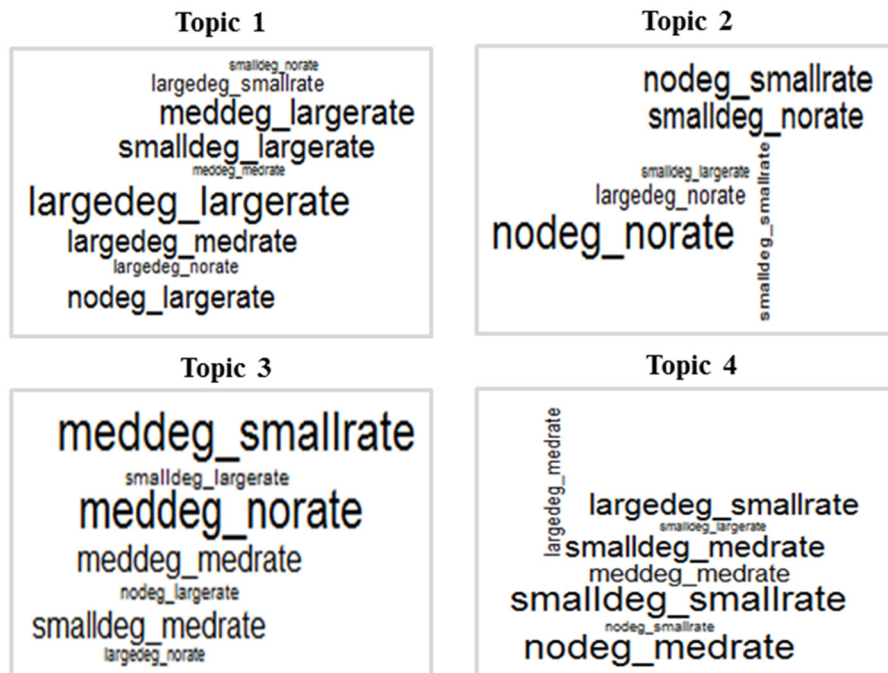 Topic 1
smalldeg_norate
largedeg_smallrate
meddeg_largerate
smalldeg_largerate
meddeg_medrate
largedeg_largerate
largedeg_medrate
largedeg_norate
nodeg_largerate
Topic 2
nodeg_smallrate
smalldeg_norate
smalldeg_largerate
largedeg_norate
nodeg_norate
smalldeg_smallrate
Topic 3
meddeg_smallrate
smalldeg_largerate
meddeg_norate
meddeg_medrate
nodeg_largerate
smalldeg_medrate
largedeg_norate
Topic 4
largedeg_medrate
largedeg_smallrate
smalldeg_largerate
smalldeg_medrate
meddeg_medrate
smalldeg_smallrate
nodeg_smallrate
nodeg_medrate